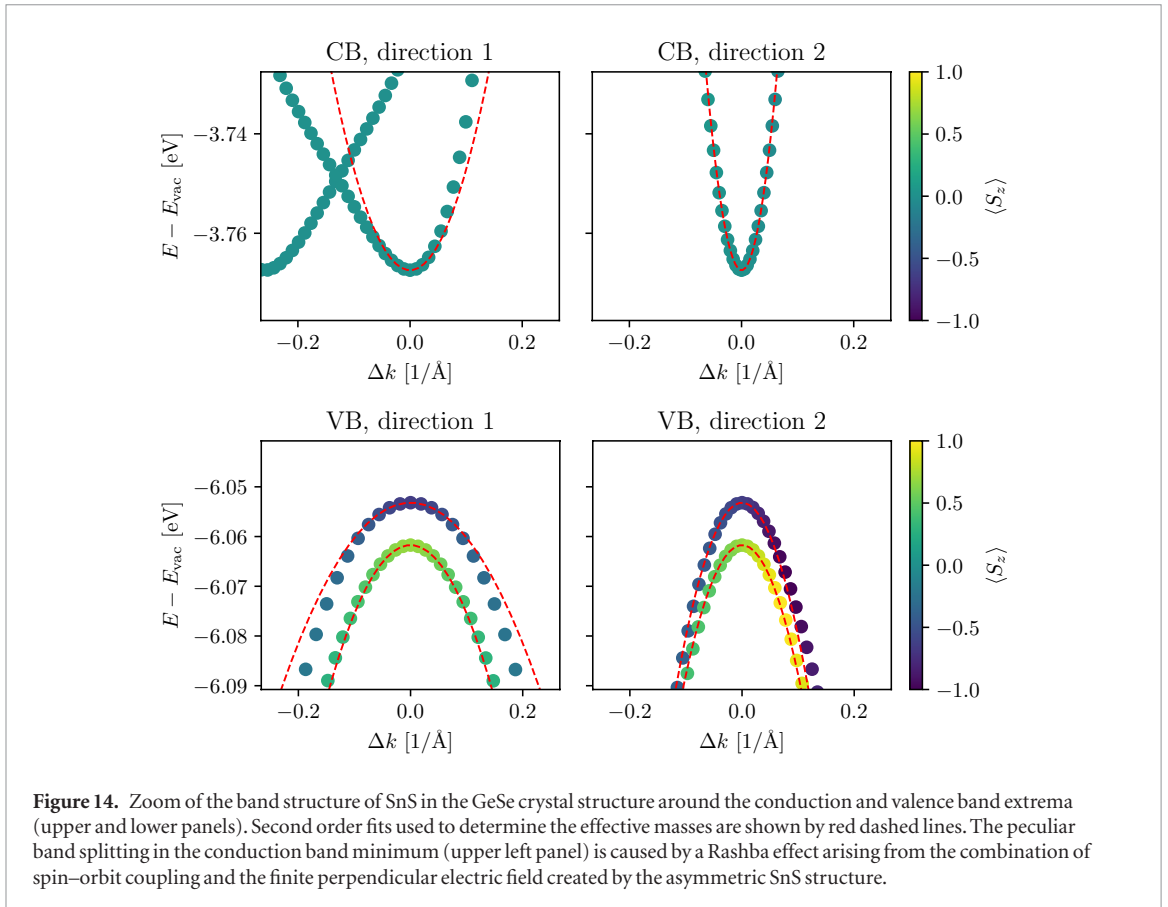 CB, direction 1
CB, direction 2
E − E_vac [eV]
−3.74
−3.76
−0.2 0.0 0.2
Δk [1/Å]
−0.2 0.0 0.2
Δk [1/Å]
1.0
0.5
0.0
−0.5
−1.0
⟨S_z⟩
VB, direction 1
VB, direction 2
E − E_vac [eV]
−6.05
−6.06
−6.07
−6.08
−6.09
−0.2 0.0 0.2
Δk [1/Å]
−0.2 0.0 0.2
Δk [1/Å]
1.0
0.5
0.0
−0.5
−1.0
⟨S_z⟩
Figure 14. Zoom of the band structure of SnS in the GeSe crystal structure around the conduction and valence band extrema
(upper and lower panels). Second order fits used to determine the effective masses are shown by red dashed lines. The peculiar
band splitting in the conduction band minimum (upper left panel) is caused by a Rashba effect arising from the combination of
spin–orbit coupling and the finite perpendicular electric field created by the asymmetric SnS structure.